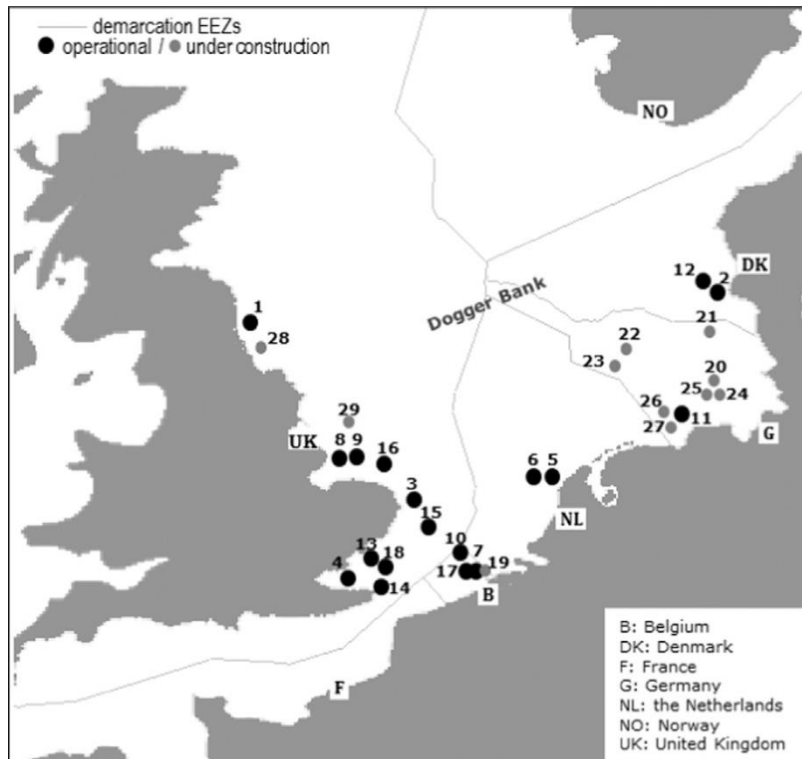 demarcation EEZs
operational / under construction
NO
DK
12
2
Dogger Bank
1
28
21
22
23
20
25
24
26
11
27
G
29
UK
8
9
16
6
5
3
NL
15
13
10
7
18
4
17
19
14
B
F
B: Belgium
DK: Denmark
F: France
G: Germany
NL: the Netherlands
NO: Norway
UK: United Kingdom